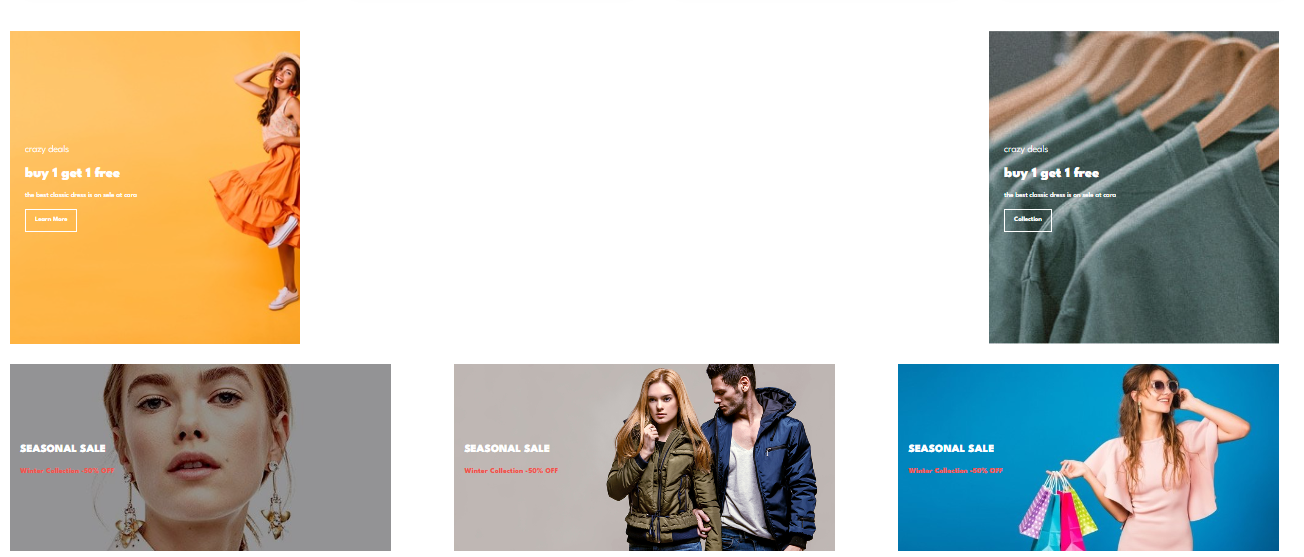 crazy deals
buy 1 get 1 free
the best classic dress is on sale at cara
Learn More
crazy deals
buy 1 get 1 free
the best classic dress is on sale at cara
Collection
SEASONAL SALE
Winter Collection -50% OFF
SEASONAL SALE
Winter Collection -50% OFF
SEASONAL SALE
Winter Collection -50% OFF